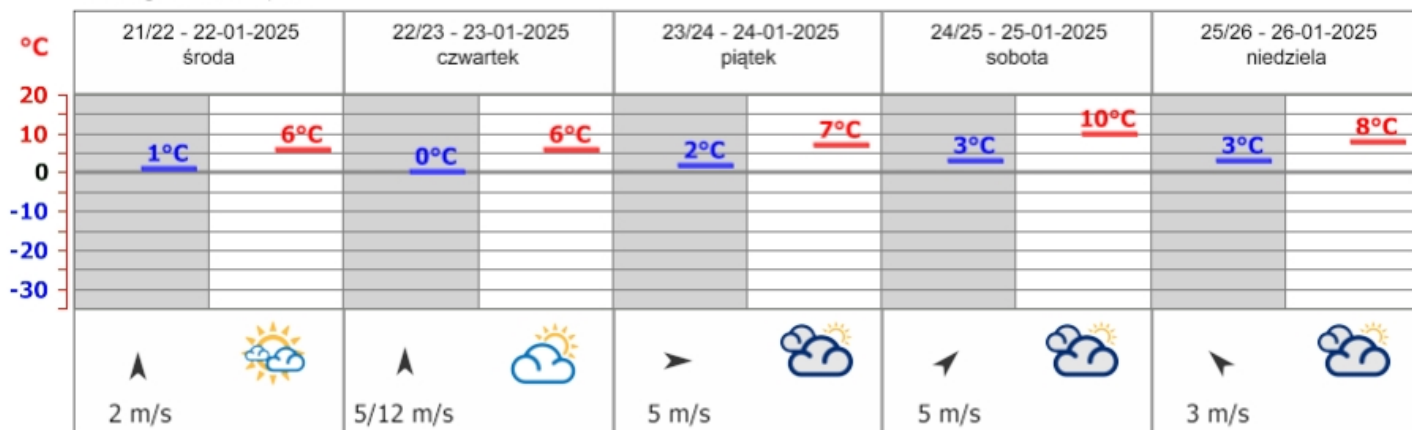 °C
21/22 - 22-01-2025
środa
22/23 - 23-01-2025
czwartek
23/24 - 24-01-2025
piątek
24/25 - 25-01-2025
sobota
25/26 - 26-01-2025
niedziela
20
10
0
-10
-20
-30
1°C
6°C
0°C
6°C
2°C
7°C
3°C
10°C
3°C
8°C
2 m/s
5/12 m/s
5 m/s
5 m/s
3 m/s